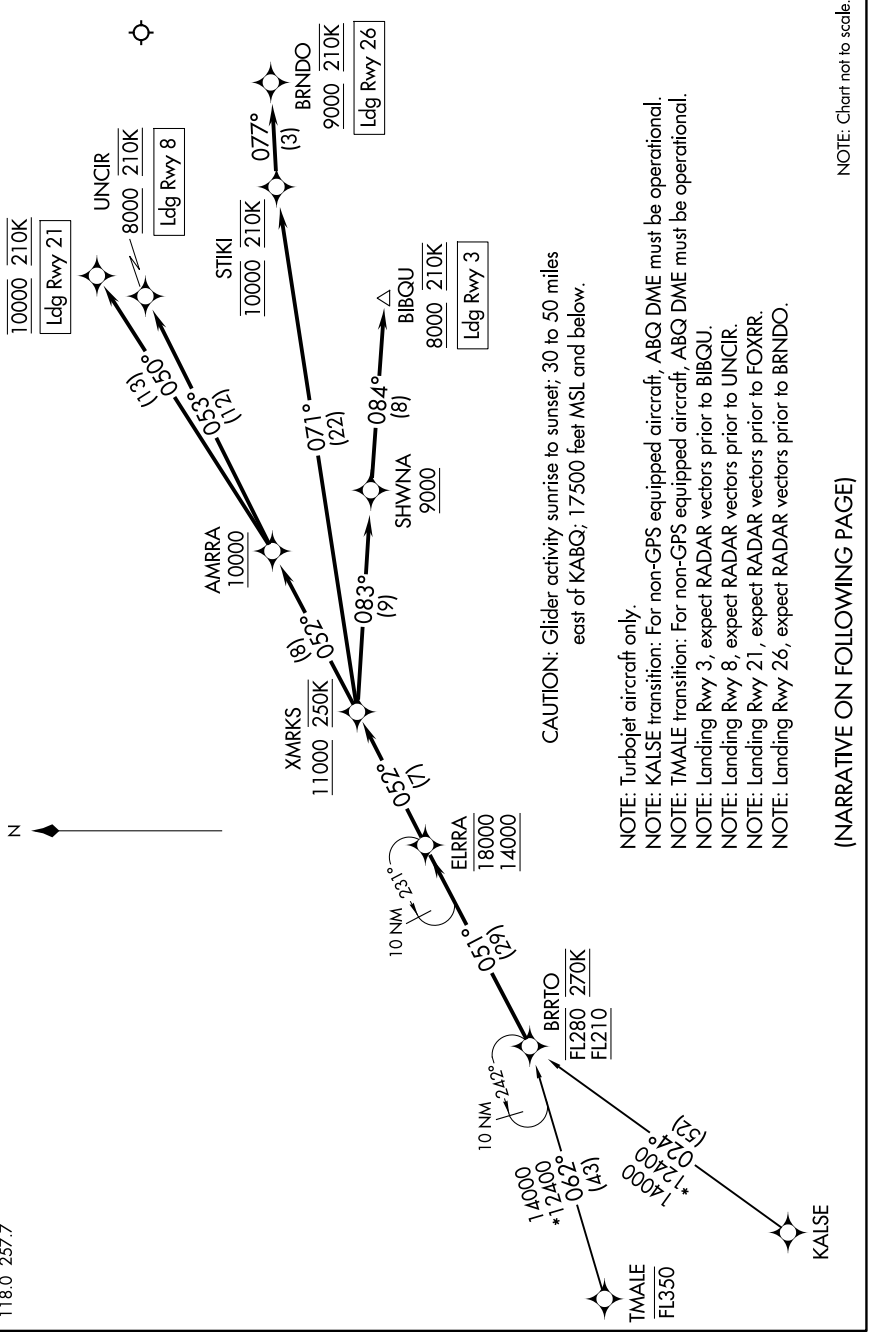 118.0 257.7
N
10000 210K
Ldg Rwy 21
UNCIR
8000 210K
Ldg Rwy 8
BRNDO
9000 210K
Ldg Rwy 26
077°
(3)
STIKI
10000 210K
(13)
050°
053°
(12)
071°
(22)
BIBQU
8000 210K
Ldg Rwy 3
084°
(8)
SHWNA
9000
083°
(9)
AMRRA
10000
(8)
052°
XMRKS
11000 250K
052°
(7)
ELRRA
18000
14000
10 NM
231°
051°
(29)
BRRTO
FL280 270K
FL210
10 NM
242°
14000
*12400
062°
(43)
TMALE
FL350
14000
*12400
024°
(52)
KALSE
CAUTION: Glider activity sunrise to sunset; 30 to 50 miles
east of KABQ; 17500 feet MSL and below.
NOTE: Turbojet aircraft only.
NOTE: KALSE transition: For non-GPS equipped aircraft, ABQ DME must be operational.
NOTE: TMALE transition: For non-GPS equipped aircraft, ABQ DME must be operational.
NOTE: Landing Rwy 3, expect RADAR vectors prior to BIBQU.
NOTE: Landing Rwy 8, expect RADAR vectors prior to UNCIR.
NOTE: Landing Rwy 21, expect RADAR vectors prior to FOXRR.
NOTE: Landing Rwy 26, expect RADAR vectors prior to BRNDO.
(NARRATIVE ON FOLLOWING PAGE)
NOTE: Chart not to scale.